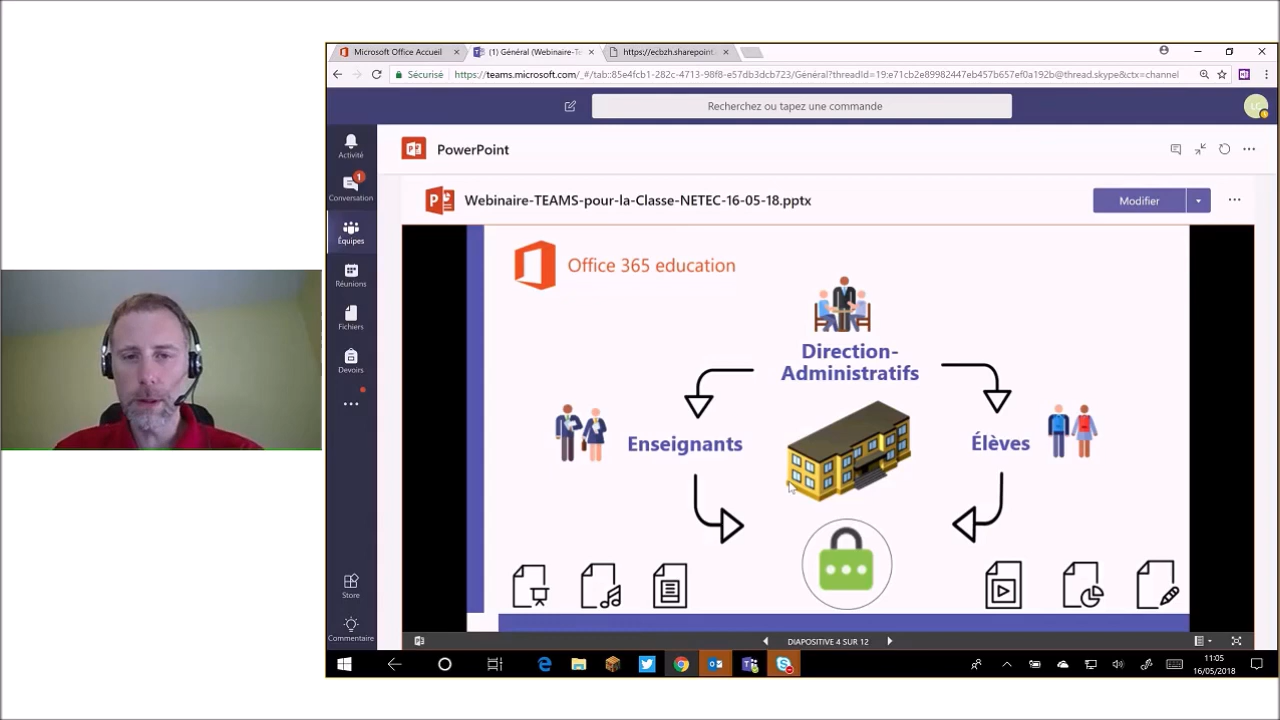 Microsoft Office Accueil
(1) Général (Webinaire-Te
https://ecbzh.sharepoint.
Sécurisé
https://teams.microsoft.com/_#/tab::85e4fcb1-282c-4713-98f8-e57db3dcb723/Général?threadId=19:e71cb2e89982447eb457b657ef0a192b@thread.skype&ctx=channel
Recherchez ou tapez une commande
LC
Activité
PowerPoint
1
Conversation
Webinaire-TEAMS-pour-la-Classe-NETEC-16-05-18.pptx
Modifier
Équipes
Réunions
Fichiers
Devoirs
Office 365 education
Direction-
Administratifs
Enseignants
Élèves
Store
Commentaire
DIAPOSITIVE 4 SUR 12
11:05
16/05/2018